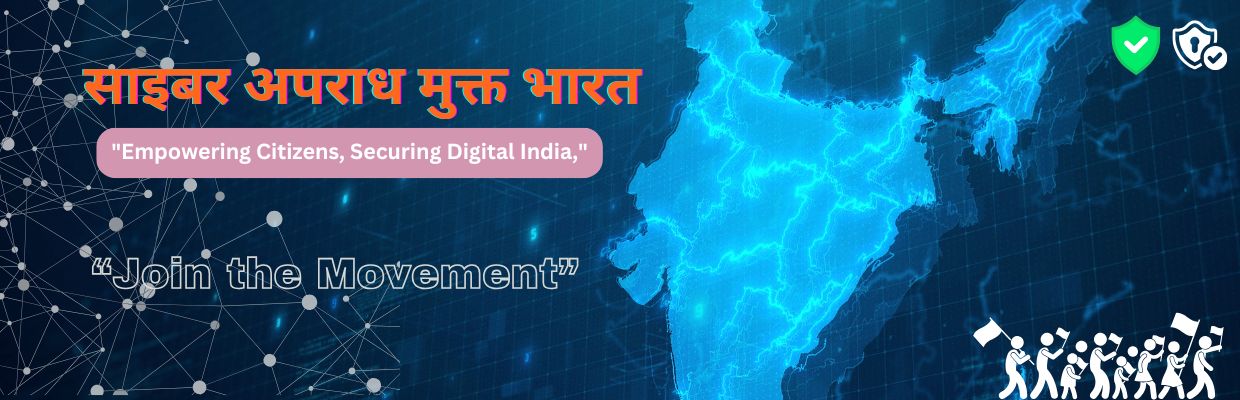 साइबर अपराध मुक्त भारत
"Empowering Citizens, Securing Digital India,"
“Join the Movement”